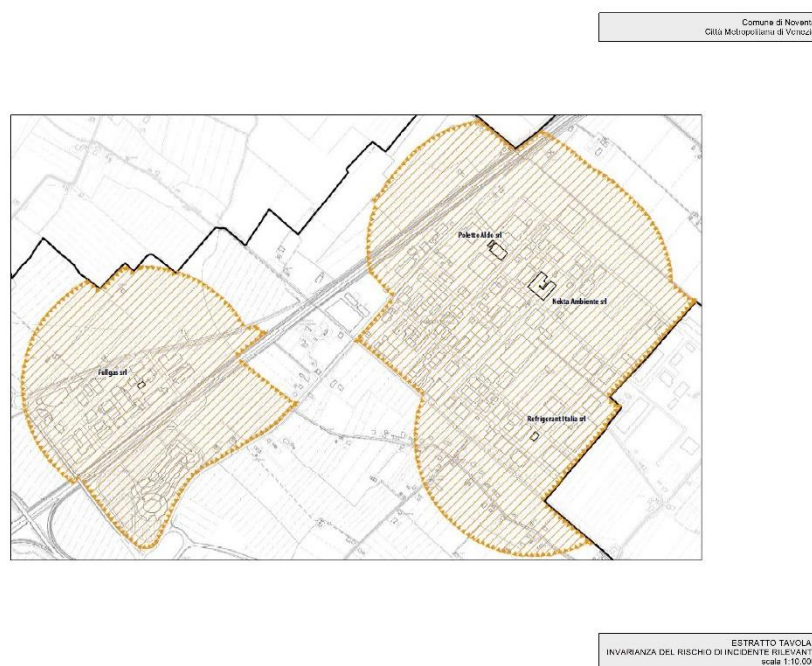 Comune di Novent
Città Metropolitana di Venezi
Poletto Aldo srl
Nekta Ambiente srl
Fullgas srl
Refrigerant Italia srl
ESTRATTO TAVOLA
INVARIANZA DEL RISCHIO DI INCIDENTE RILEVANT
scala 1:10.00